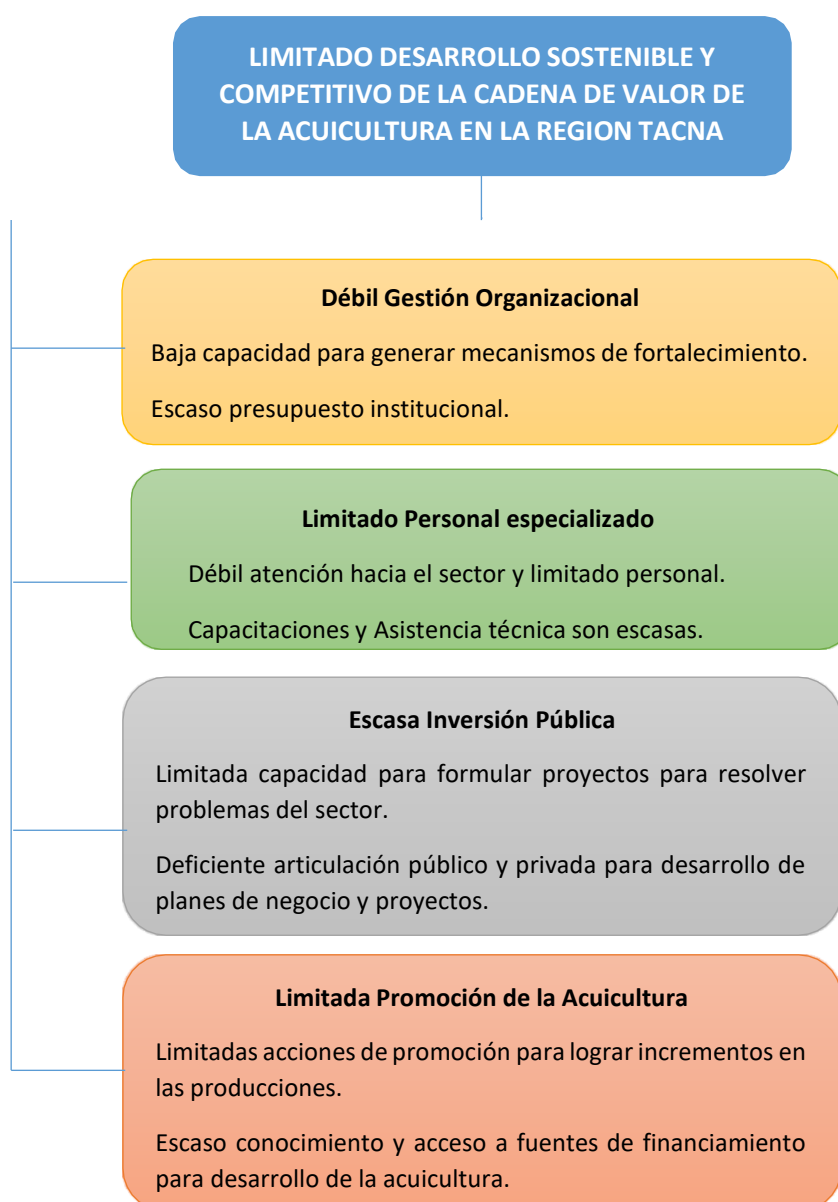 LIMITADO DESARROLLO SOSTENIBLE Y
COMPETITIVO DE LA CADENA DE VALOR DE
LA ACUICULTURA EN LA REGION TACNA
Débil Gestión Organizacional
Baja capacidad para generar mecanismos de fortalecimiento.
Escaso presupuesto institucional.
Limitado Personal especializado
Débil atención hacia el sector y limitado personal.
Capacitaciones y Asistencia técnica son escasas.
Escasa Inversión Pública
Limitada capacidad para formular proyectos para resolver
problemas del sector.
Deficiente articulación público y privada para desarrollo de
planes de negocio y proyectos.
Limitada Promoción de la Acuicultura
Limitadas acciones de promoción para lograr incrementos en
las producciones.
Escaso conocimiento y acceso a fuentes de financiamiento
para desarrollo de la acuicultura.